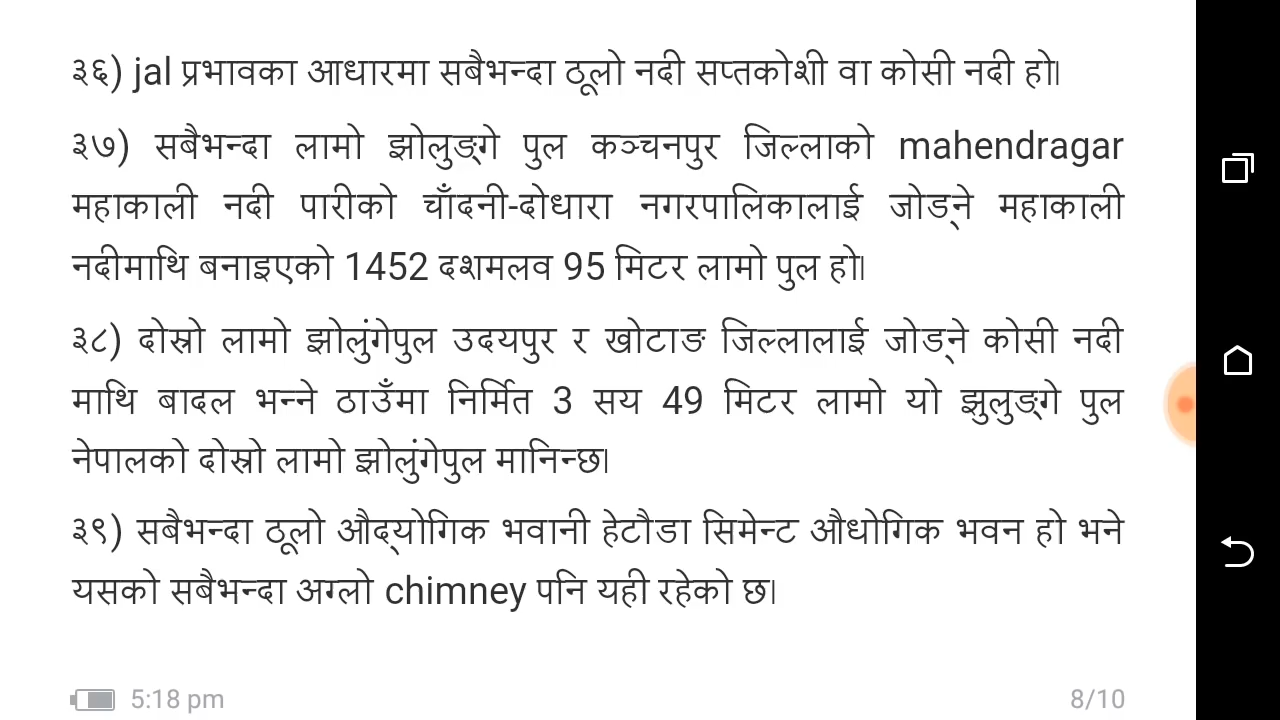 ३६) jal प्रभावका आधारमा सबैभन्दा ठूलो नदी सप्तकोशी वा कोसी नदी हो।
३७) सबैभन्दा लामो झोलुङ्गे पुल कञ्चनपुर जिल्लाको mahendragar
महाकाली नदी पारीको चाँदनी-दोधारा नगरपालिकालाई जोड्ने महाकाली
नदीमाथि बनाइएको 1452 दशमलव 95 मिटर लामो पुल हो।
३८) दोस्रो लामो झोलुंगेपुल उदयपुर र खोटाङ जिल्लालाई जोड्ने कोसी नदी
माथि बादल भन्ने ठाउँमा निर्मित 3 सय 49 मिटर लामो यो झुलुङ्गे पुल
नेपालको दोस्रो लामो झोलुंगेपुल मानिन्छ।
३९) सबैभन्दा ठूलो औद्योगिक भवानी हेटौडा सिमेन्ट औधोगिक भवन हो भने
यसको सबैभन्दा अग्लो chimney पनि यही रहेको छ।
5:18 pm 8/10